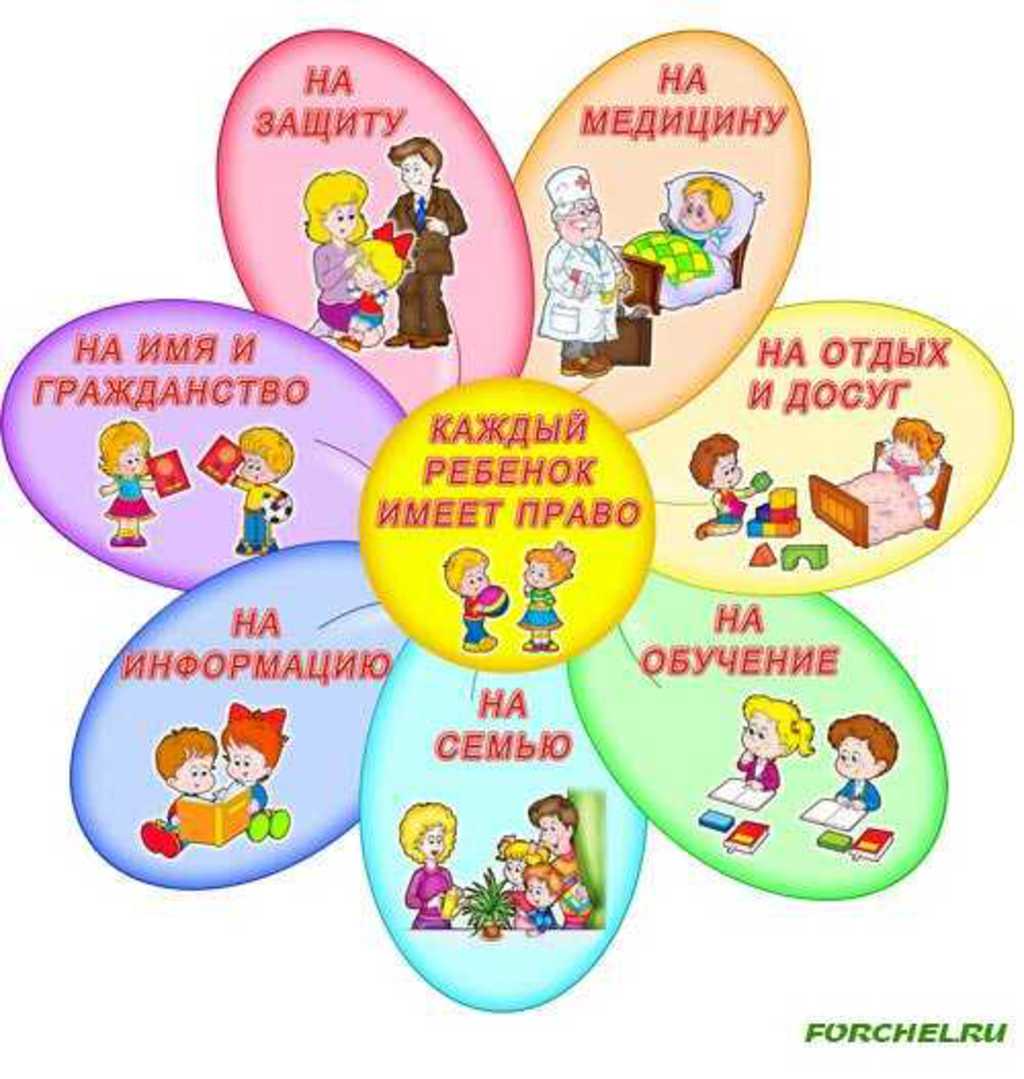 НА
ЗАЩИТУ
НА
МЕДИЦИНУ
НА ИМЯ И
ГРАЖДАНСТВО
НА ОТДЫХ
И ДОСУГ
КАЖДЫЙ
РЕБЕНОК
ИМЕЕТ ПРАВО
НА
ИНФОРМАЦИЮ
НА
ОБУЧЕНИЕ
НА
СЕМЬЮ
FORCHEL.RU